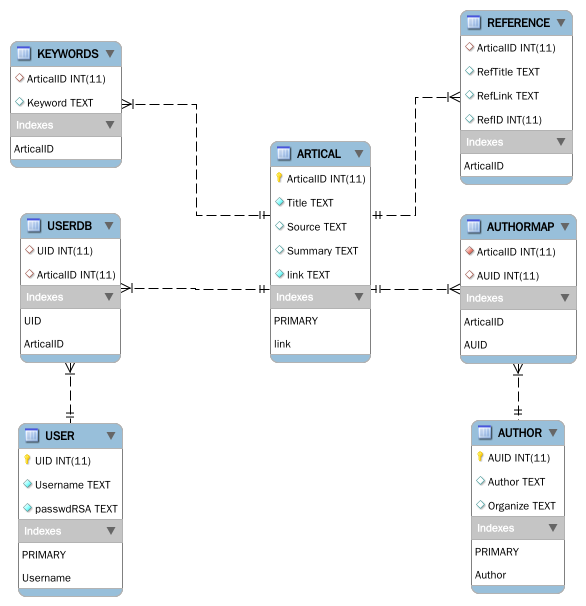 KEYWORDS
ArticalID INT(11)
Keyword TEXT
Indexes
ArticalID
REFERENCE
ArticalID INT(11)
RefTitle TEXT
RefLink TEXT
RefID INT(11)
Indexes
ArticalID
ARTICAL
ArticalID INT(11)
Title TEXT
Source TEXT
Summary TEXT
link TEXT
Indexes
PRIMARY
link
USERDB
UID INT(11)
ArticalID INT(11)
Indexes
UID
ArticalID
AUTHORMAP
ArticalID INT(11)
AUID INT(11)
Indexes
ArticalID
AUID
USER
UID INT(11)
Username TEXT
passwdRSA TEXT
Indexes
PRIMARY
Username
AUTHOR
AUID INT(11)
Author TEXT
Organize TEXT
Indexes
PRIMARY
Author